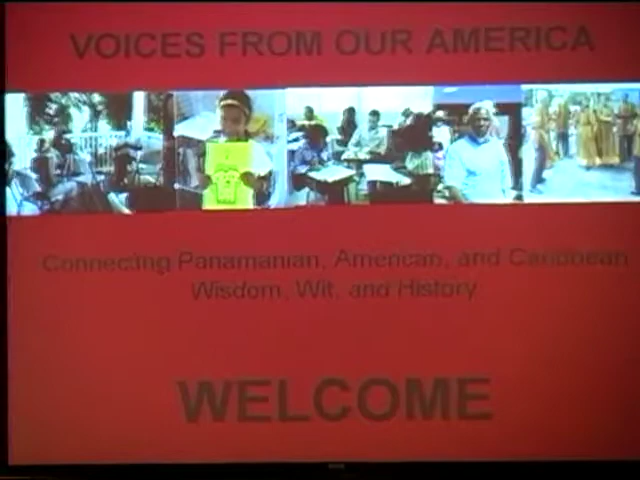 VOICES FROM OUR AMERICA
Connecting Panamanian, American, and Caribbean
Wisdom, Wit, and History
WELCOME